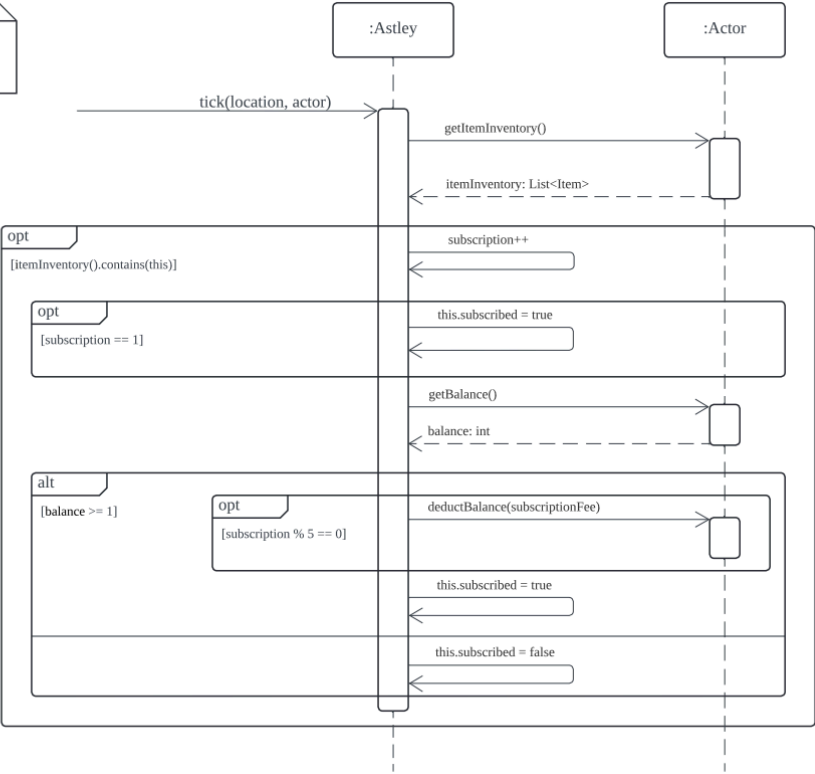 :Astley
:Actor
tick(location, actor)
getItemInventory()
itemInventory: List<Item>
opt
subscription++
[itemInventory().contains(this)]
opt
this.subscribed = true
[subscription == 1]
getBalance()
balance: int
alt
opt
deductBalance(subscriptionFee)
[balance >= 1]
[subscription % 5 == 0]
this.subscribed = true
this.subscribed = false